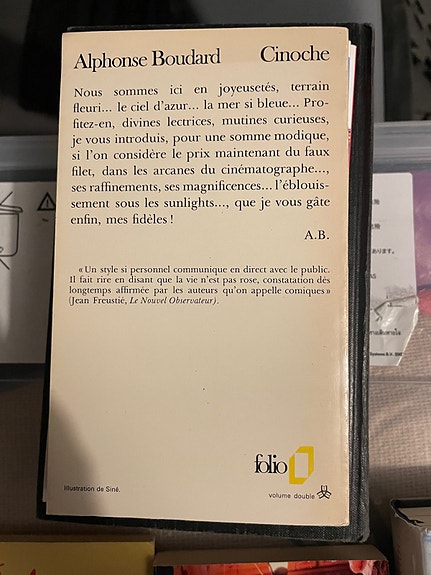 Alphonse Boudard Cinoche
Nous sommes ici en joyeusetés, terrain
fleuri... le ciel d'azur... la mer si bleue... Pro-
fitez-en, divines lectrices, mutines curieuses,
je vous introduis, pour une somme modique,
si l'on considère le prix maintenant du faux
filet, dans les arcanes du cinématographe...,
ses raffinements, ses magnificences... l'éblouis-
sement sous les sunlights..., que je vous gâte
enfin, mes fidèles !
A.B.
« Un style si personnel communique en direct avec le public.
Il fait rire en disant que la vie n'est pas rose, constatation dès
longtemps affirmée par les auteurs qu'on appelle comiques »
(Jean Freustié, Le Nouvel Observateur).
folio
Illustration de Siné.
volume double